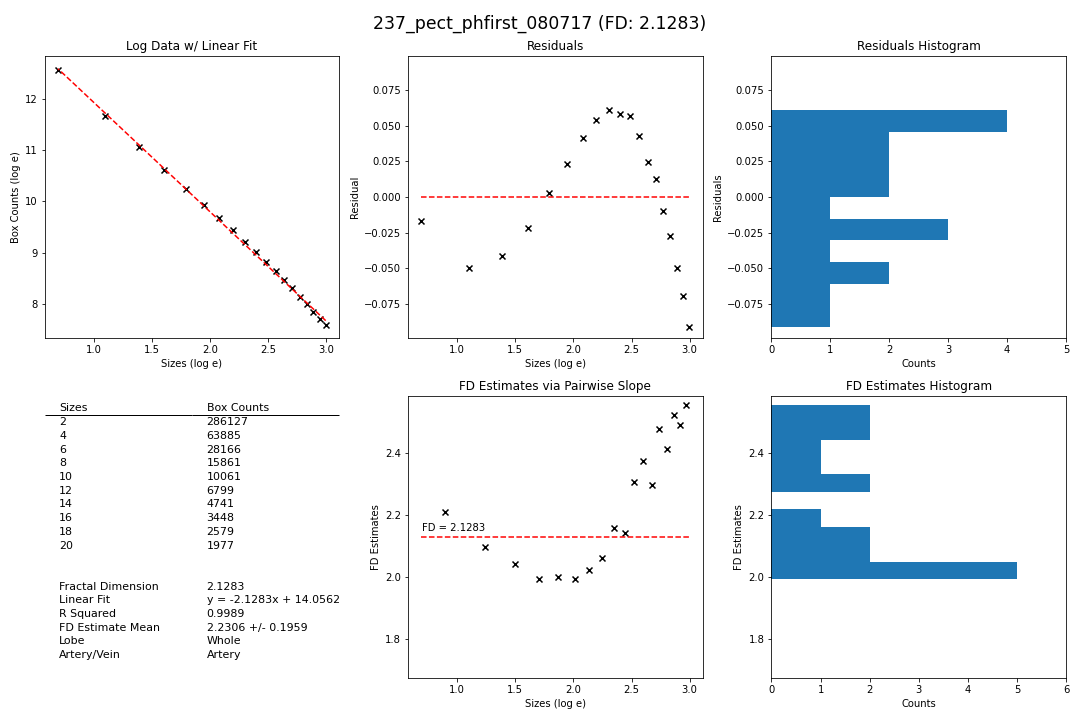 237_pect_phfirst_080717 (FD: 2.1283)
Log Data w/ Linear Fit
12
11
10
9
8
1.0 1.5 2.0 2.5 3.0
Box Counts (log e)
Sizes (log e)
Residuals
0.075
0.050
0.025
0.000
−0.025
−0.050
−0.075
1.0 1.5 2.0 2.5 3.0
Residual
Sizes (log e)
Residuals Histogram
0.075
0.050
0.025
0.000
−0.025
−0.050
−0.075
0 1 2 3 4 5
Residuals
Counts
Sizes Box Counts
2 286127
4 63885
6 28166
8 15861
10 10061
12 6799
14 4741
16 3448
18 2579
20 1977
Fractal Dimension 2.1283
Linear Fit y = -2.1283x + 14.0562
R Squared 0.9989
FD Estimate Mean 2.2306 +/- 0.1959
Lobe Whole
Artery/Vein Artery
FD Estimates via Pairwise Slope
2.4
2.2
2.0
1.8
FD = 2.1283
1.0 1.5 2.0 2.5 3.0
FD Estimates
Sizes (log e)
FD Estimates Histogram
2.4
2.2
2.0
1.8
0 1 2 3 4 5 6
FD Estimates
Counts